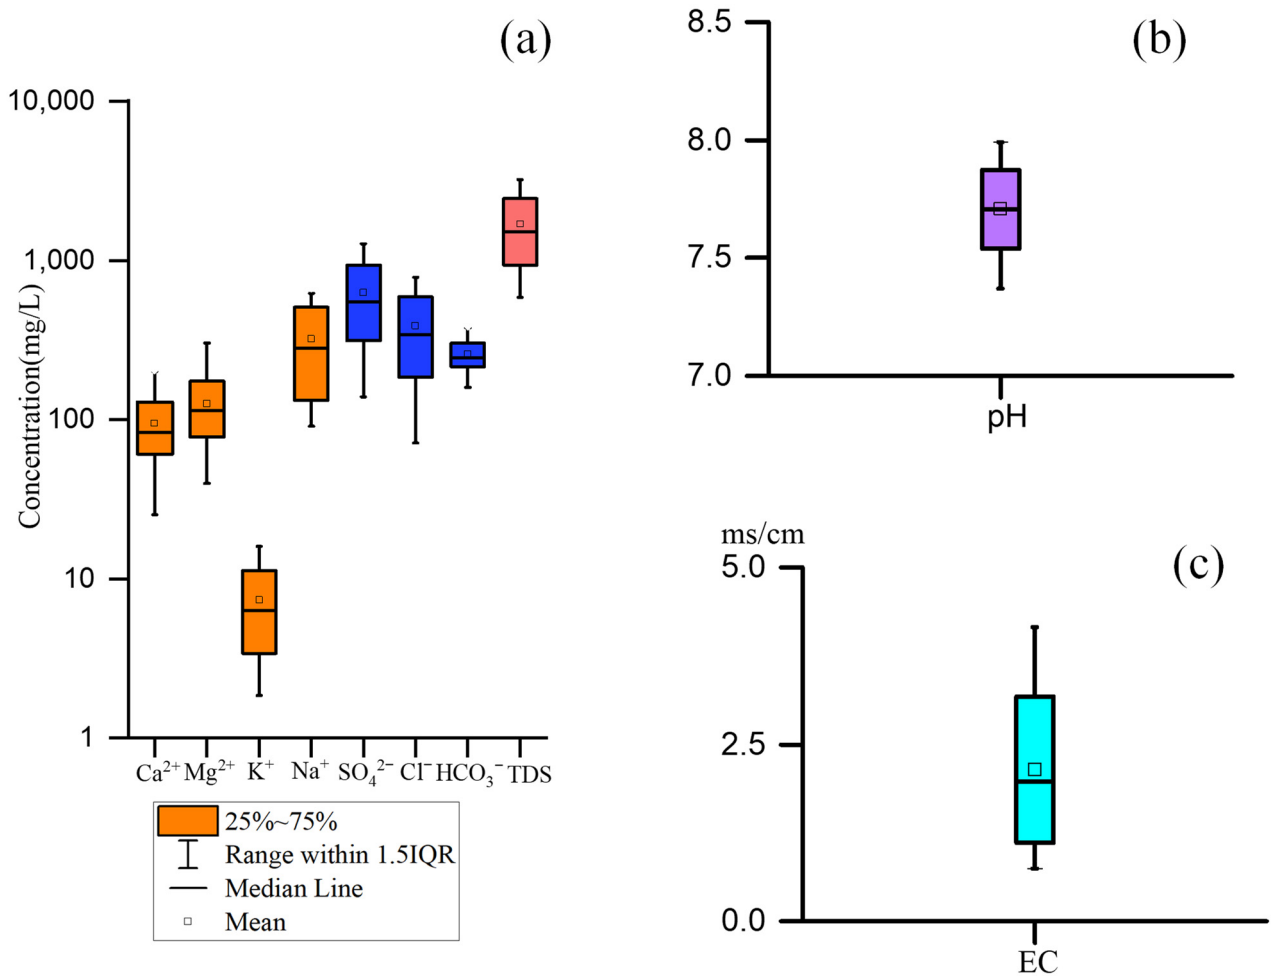 (a)
10,000
1,000
100
10
1
Concentration(mg/L)
Ca²⁺ Mg²⁺ K⁺ Na⁺ SO₄²⁻ Cl⁻ HCO₃⁻ TDS
25%~75%
Range within 1.5IQR
Median Line
Mean
(b)
8.5
8.0
7.5
7.0
pH
(c)
ms/cm
5.0
2.5
0.0
EC